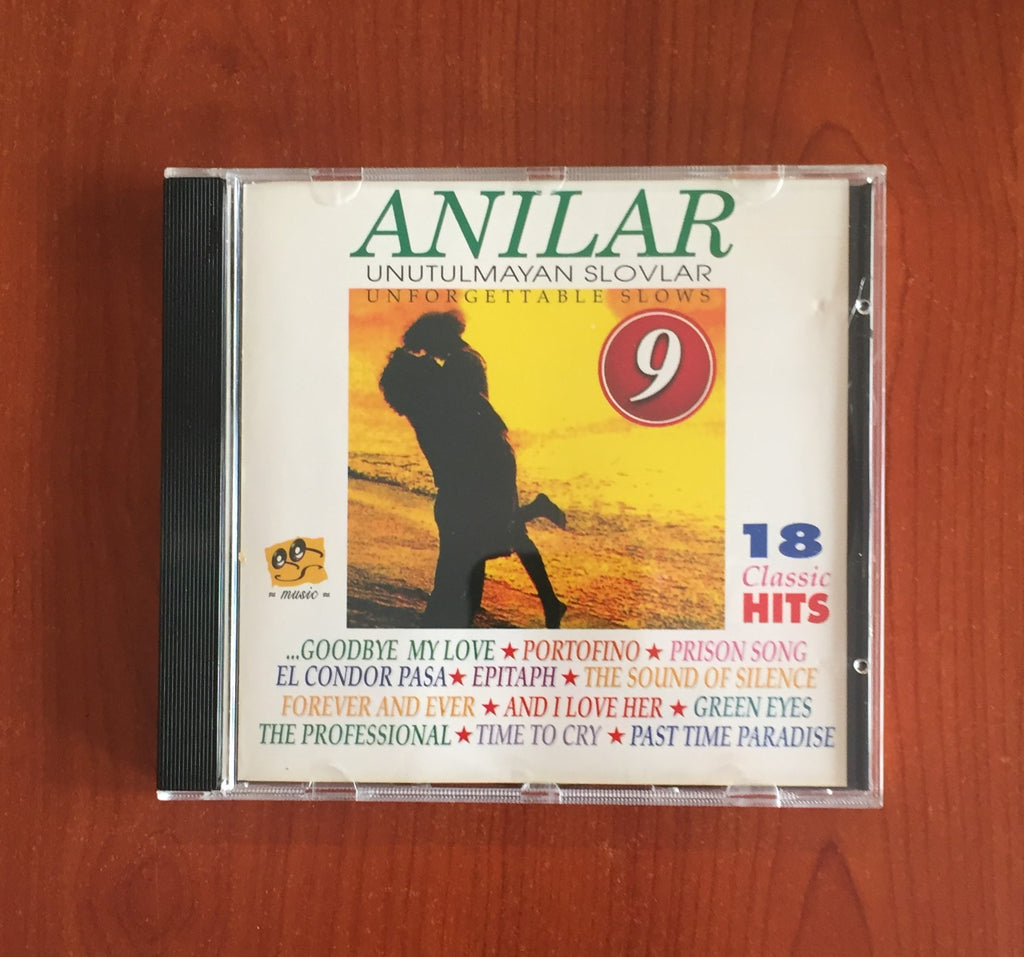 ANILAR
UNUTULMAYAN SLOVLAR
UNFORGETTABLE SLOWS
9
18
Classic
HITS
~ music ~
...GOODBYE MY LOVE ★ PORTOFINO ★ PRISON SONG
EL CONDOR PASA ★ EPITAPH ★ THE SOUND OF SILENCE
FOREVER AND EVER ★ AND I LOVE HER ★ GREEN EYES
THE PROFESSIONAL ★ TIME TO CRY ★ PAST TIME PARADISE